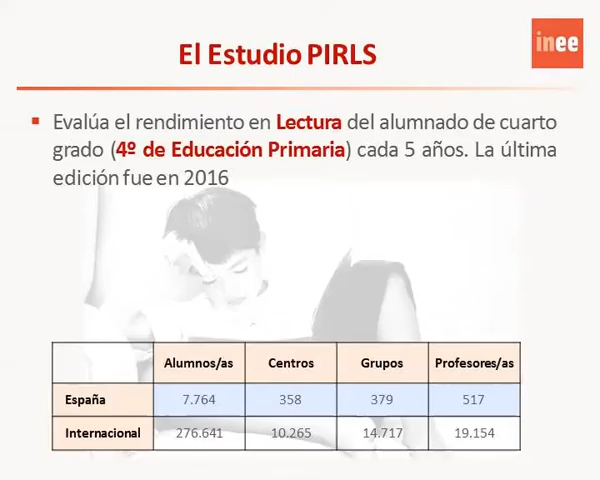 El Estudio PIRLS
inee
Evalúa el rendimiento en Lectura del alumnado de cuarto
grado (4º de Educación Primaria) cada 5 años. La última
edición fue en 2016
Alumnos/as Centros Grupos Profesores/as
España 7.764 358 379 517
Internacional 276.641 10.265 14.717 19.154